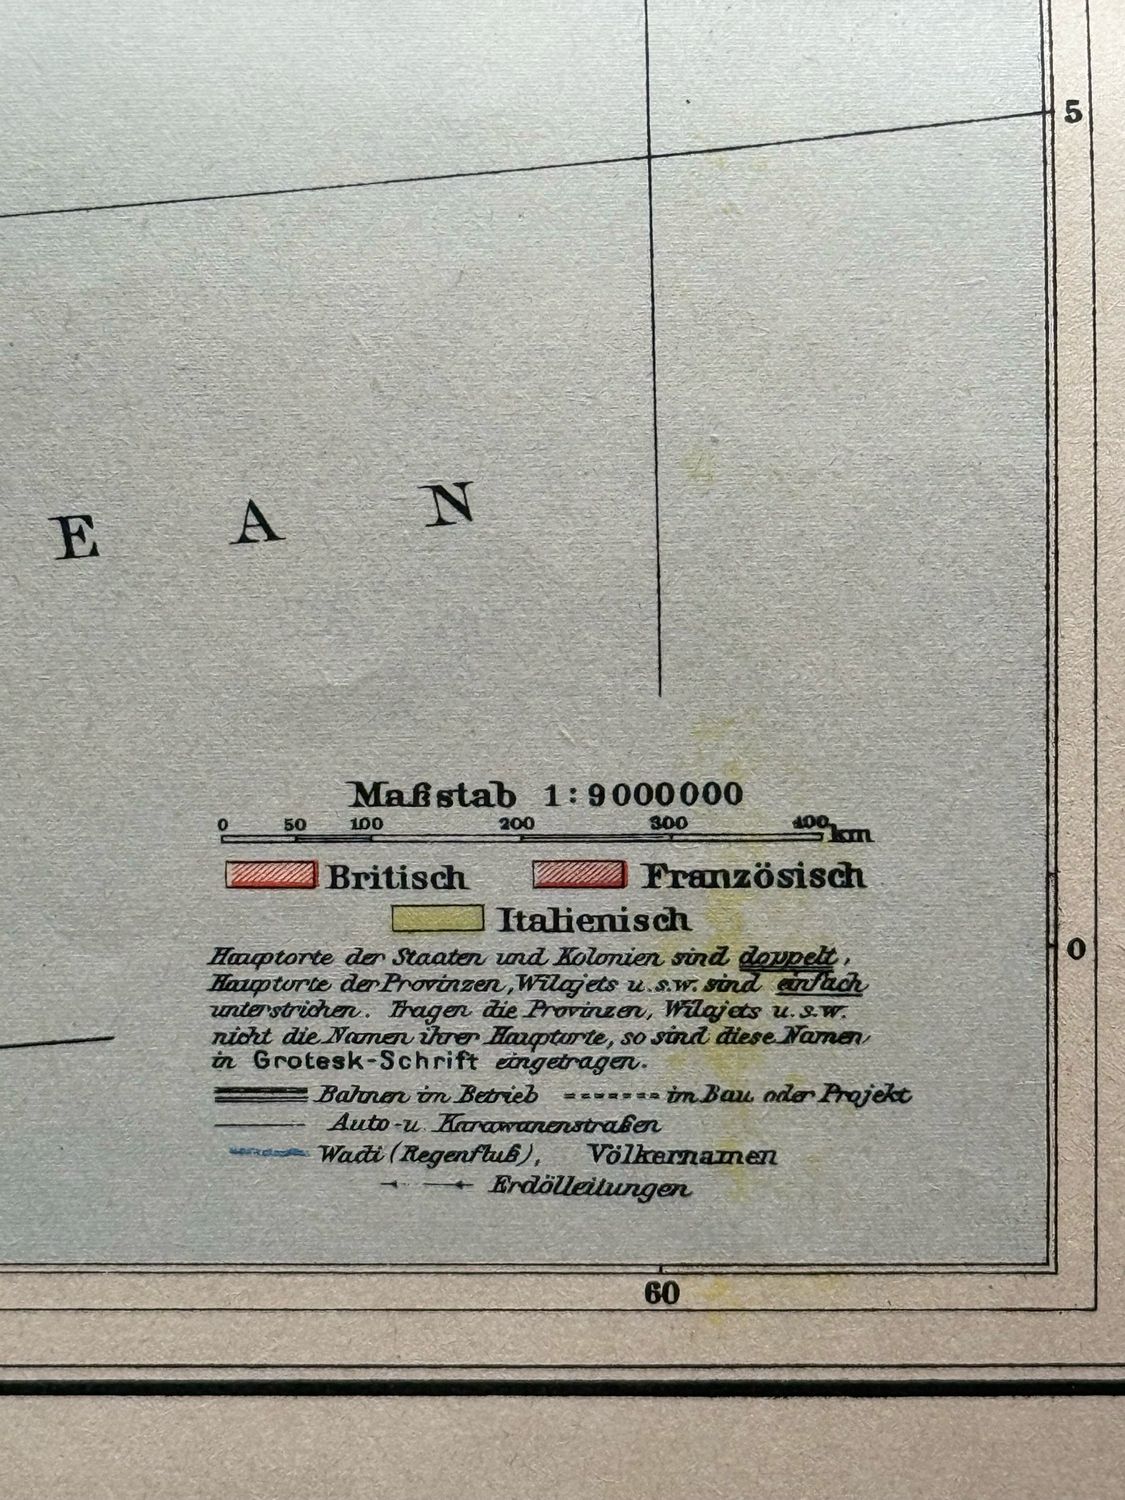 5
E A N
Maßstab 1:9000000
0 50 100 200 300 400 km
Britisch Französisch
Italienisch
Hauptorte der Staaten und Kolonien sind doppelt,
Hauptorte der Provinzen, Wilajets u.s.w. sind einfach
unterstrichen. Tragen die Provinzen, Wilajets u.s.w.
nicht die Namen ihrer Hauptorte, so sind diese Namen
in Grotesk-Schrift eingetragen.
0
Bahnen im Betrieb im Bau oder Projekt
Auto-u. Karawanenstraßen
Wadi (Regenfluß), Völkernamen
Erdölleitungen
60